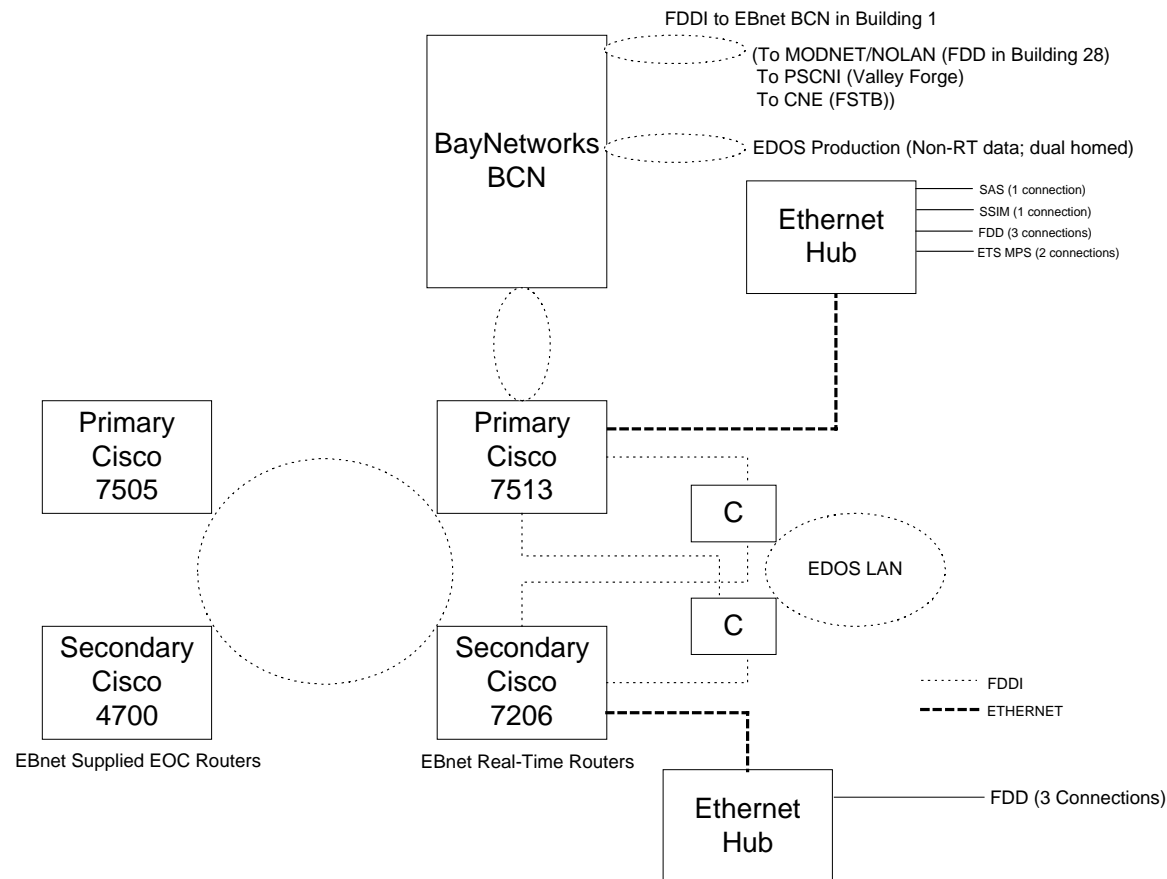 FDDI to EBnet BCN in Building 1
(To MODNET/NOLAN (FDD in Building 28)
To PSCNI (Valley Forge)
To CNE (FSTB))
BayNetworks
BCN
EDOS Production (Non-RT data; dual homed)
Ethernet
Hub
SAS (1 connection)
SSIM (1 connection)
FDD (3 connections)
ETS MPS (2 connections)
Primary
Cisco
7505
Primary
Cisco
7513
C
EDOS LAN
C
Secondary
Cisco
4700
Secondary
Cisco
7206
FDDI
ETHERNET
EBnet Supplied EOC Routers
EBnet Real-Time Routers
Ethernet
Hub
FDD (3 Connections)